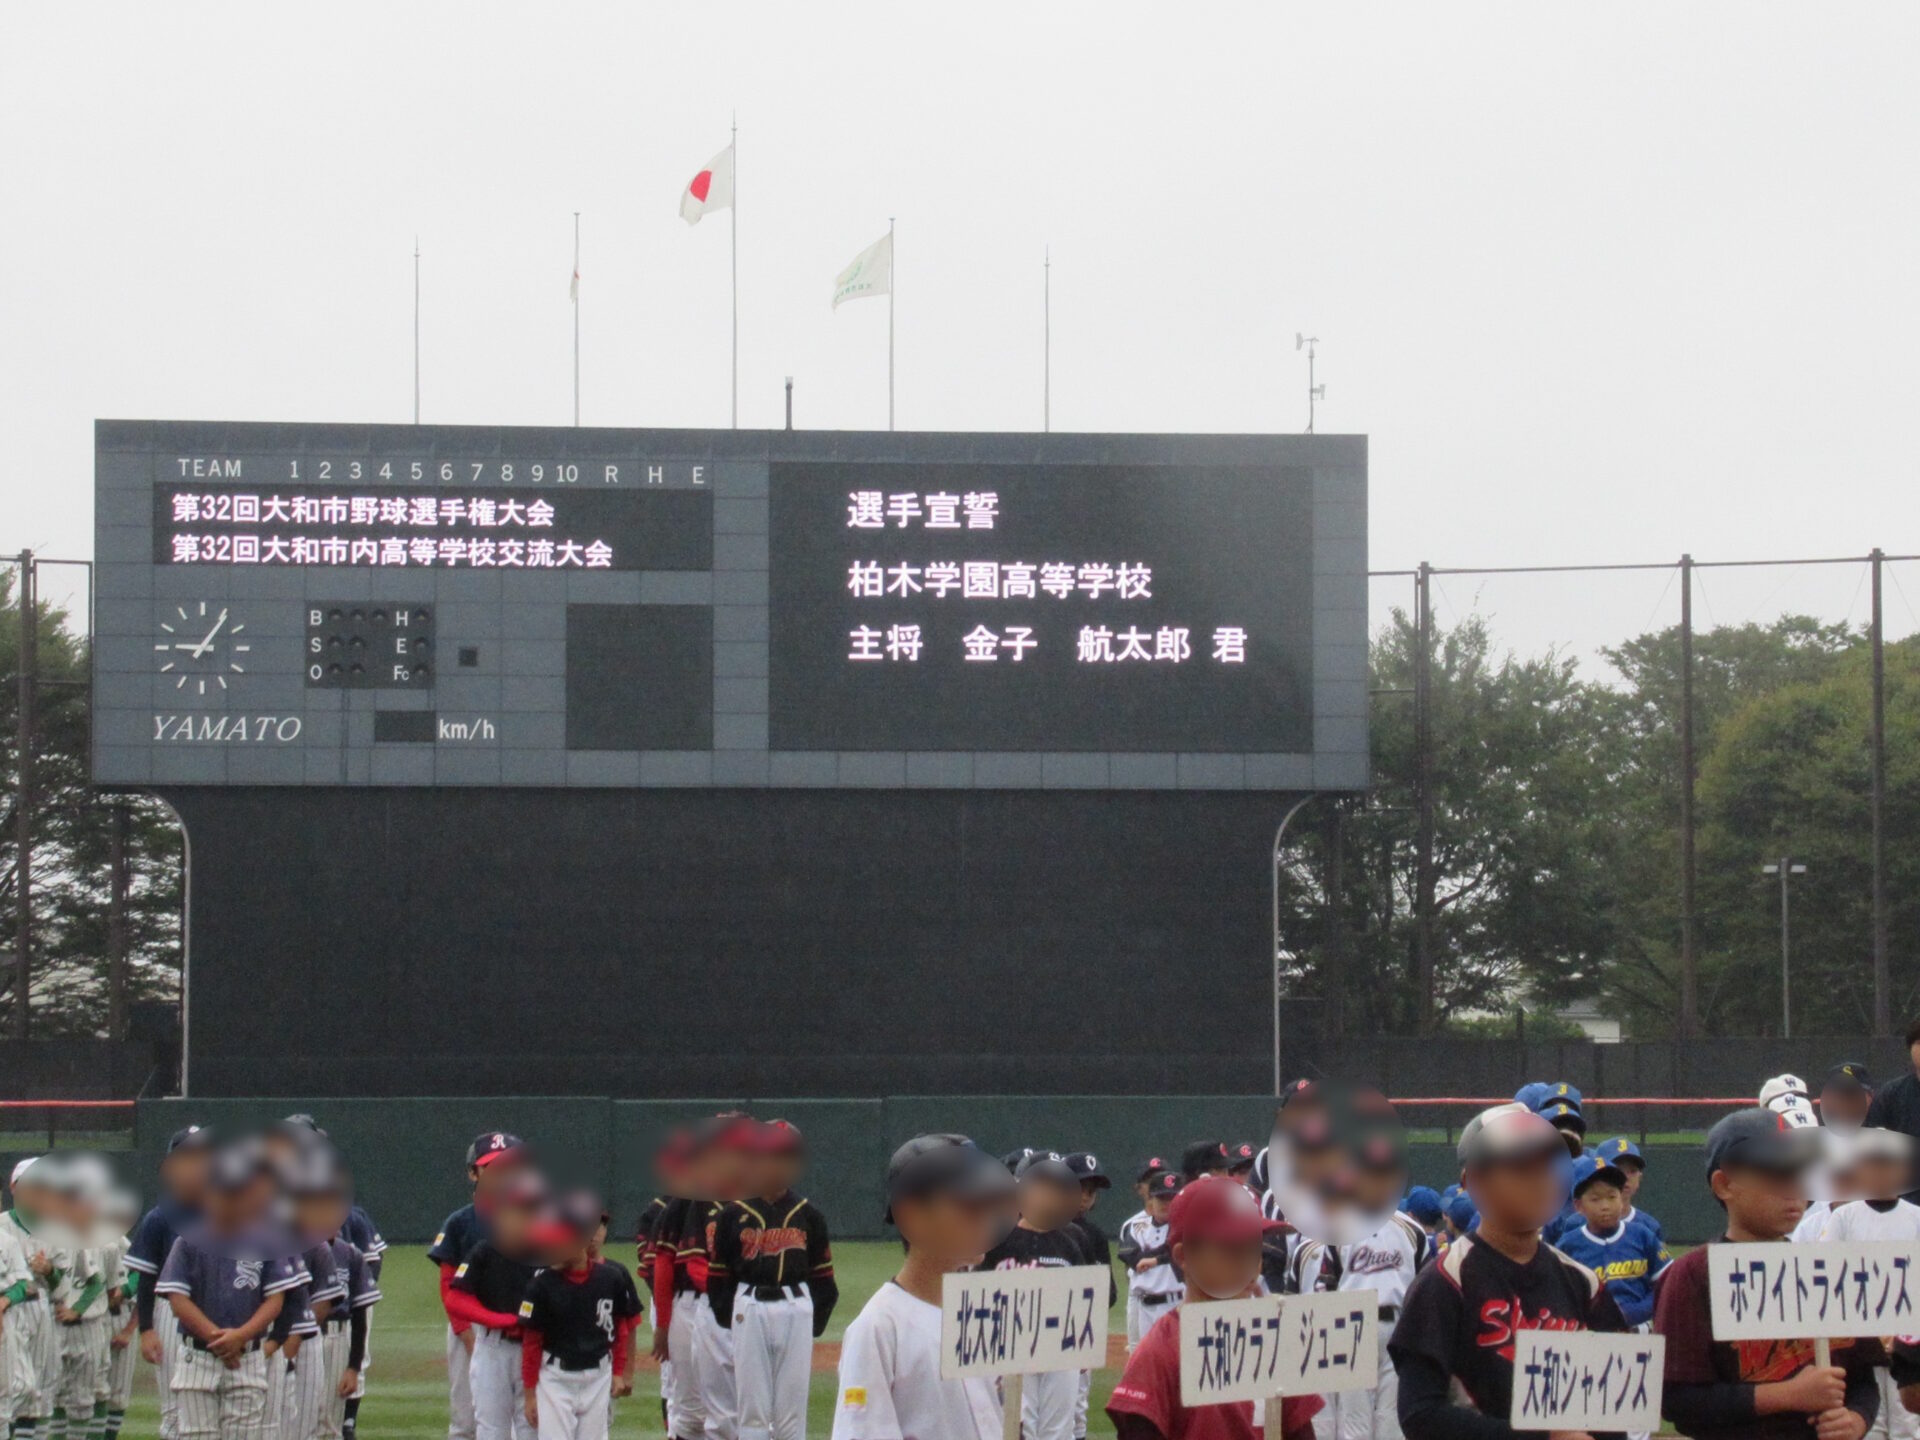 TEAM 1 2 3 4 5 6 7 8 9 10 R H E
第32回大和市野球選手権大会
第32回大和市内高等学校交流大会
選手宣誓
柏木学園高等学校
主将 金子 航太郎 君
B H
S E
O Fc
YAMATO
km/h
北大和ドリームス
大和クラブ ジュニア
大和シャインズ
ホワイトライオンズ